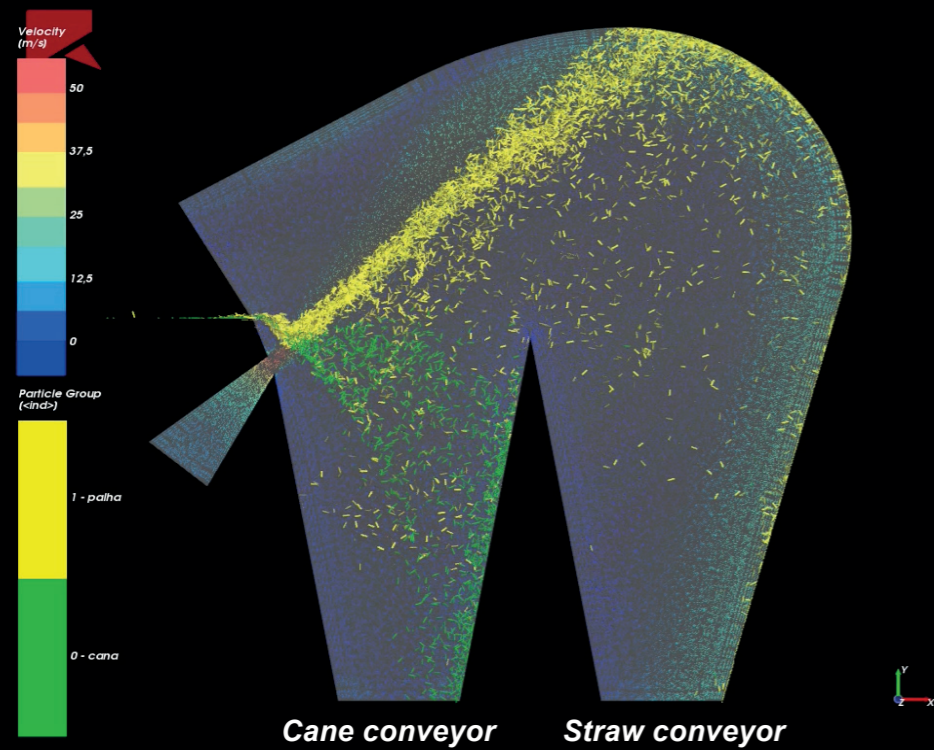 Velocity
(m/s)
50
37,5
25
12,5
0
Particle Group
(<ind>)
1 - palha
0 - cana
Cane conveyor
Straw conveyor
Y
Z
X